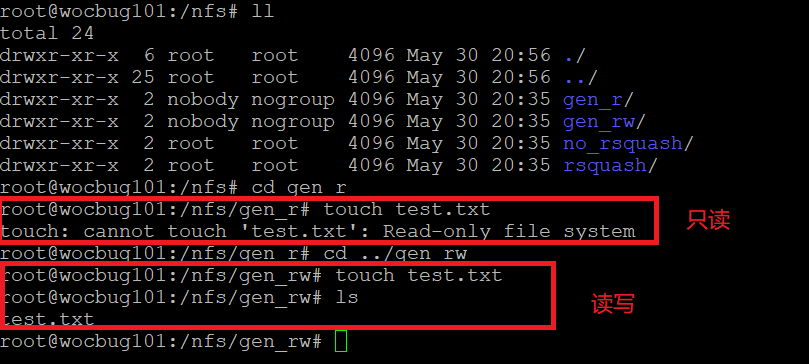 root@wocbug101:/nfs# ll
total 24
drwxr-xr-x  6 root   root    4096 May 30 20:56 ./
drwxr-xr-x 25 root   root    4096 May 30 20:56 ../
drwxr-xr-x  2 nobody nogroup 4096 May 30 20:35 gen_r/
drwxr-xr-x  2 nobody nogroup 4096 May 30 20:35 gen_rw/
drwxr-xr-x  2 root   root    4096 May 30 20:35 no_rsquash/
drwxr-xr-x  2 root   root    4096 May 30 20:35 rsquash/
root@wocbug101:/nfs# cd gen_r
root@wocbug101:/nfs/gen_r# touch test.txt
touch: cannot touch 'test.txt': Read-only file system
只读
root@wocbug101:/nfs/gen_r# cd ../gen_rw
root@wocbug101:/nfs/gen_rw# touch test.txt
root@wocbug101:/nfs/gen_rw# ls
读写
test.txt
root@wocbug101:/nfs/gen_rw#